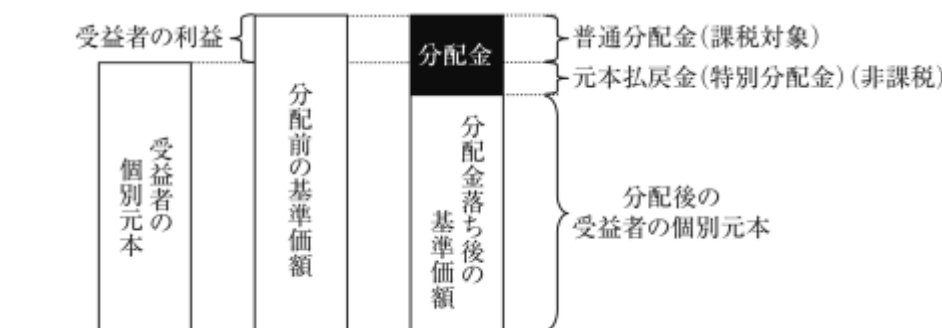 受益者の利益
分配金
普通分配金(課税対象)
元本払戻金(特別分配金)(非課税)
受益者の
個別元本
分配前の基準価額
分配金落ち後の
基準価額
分配後の
受益者の個別元本